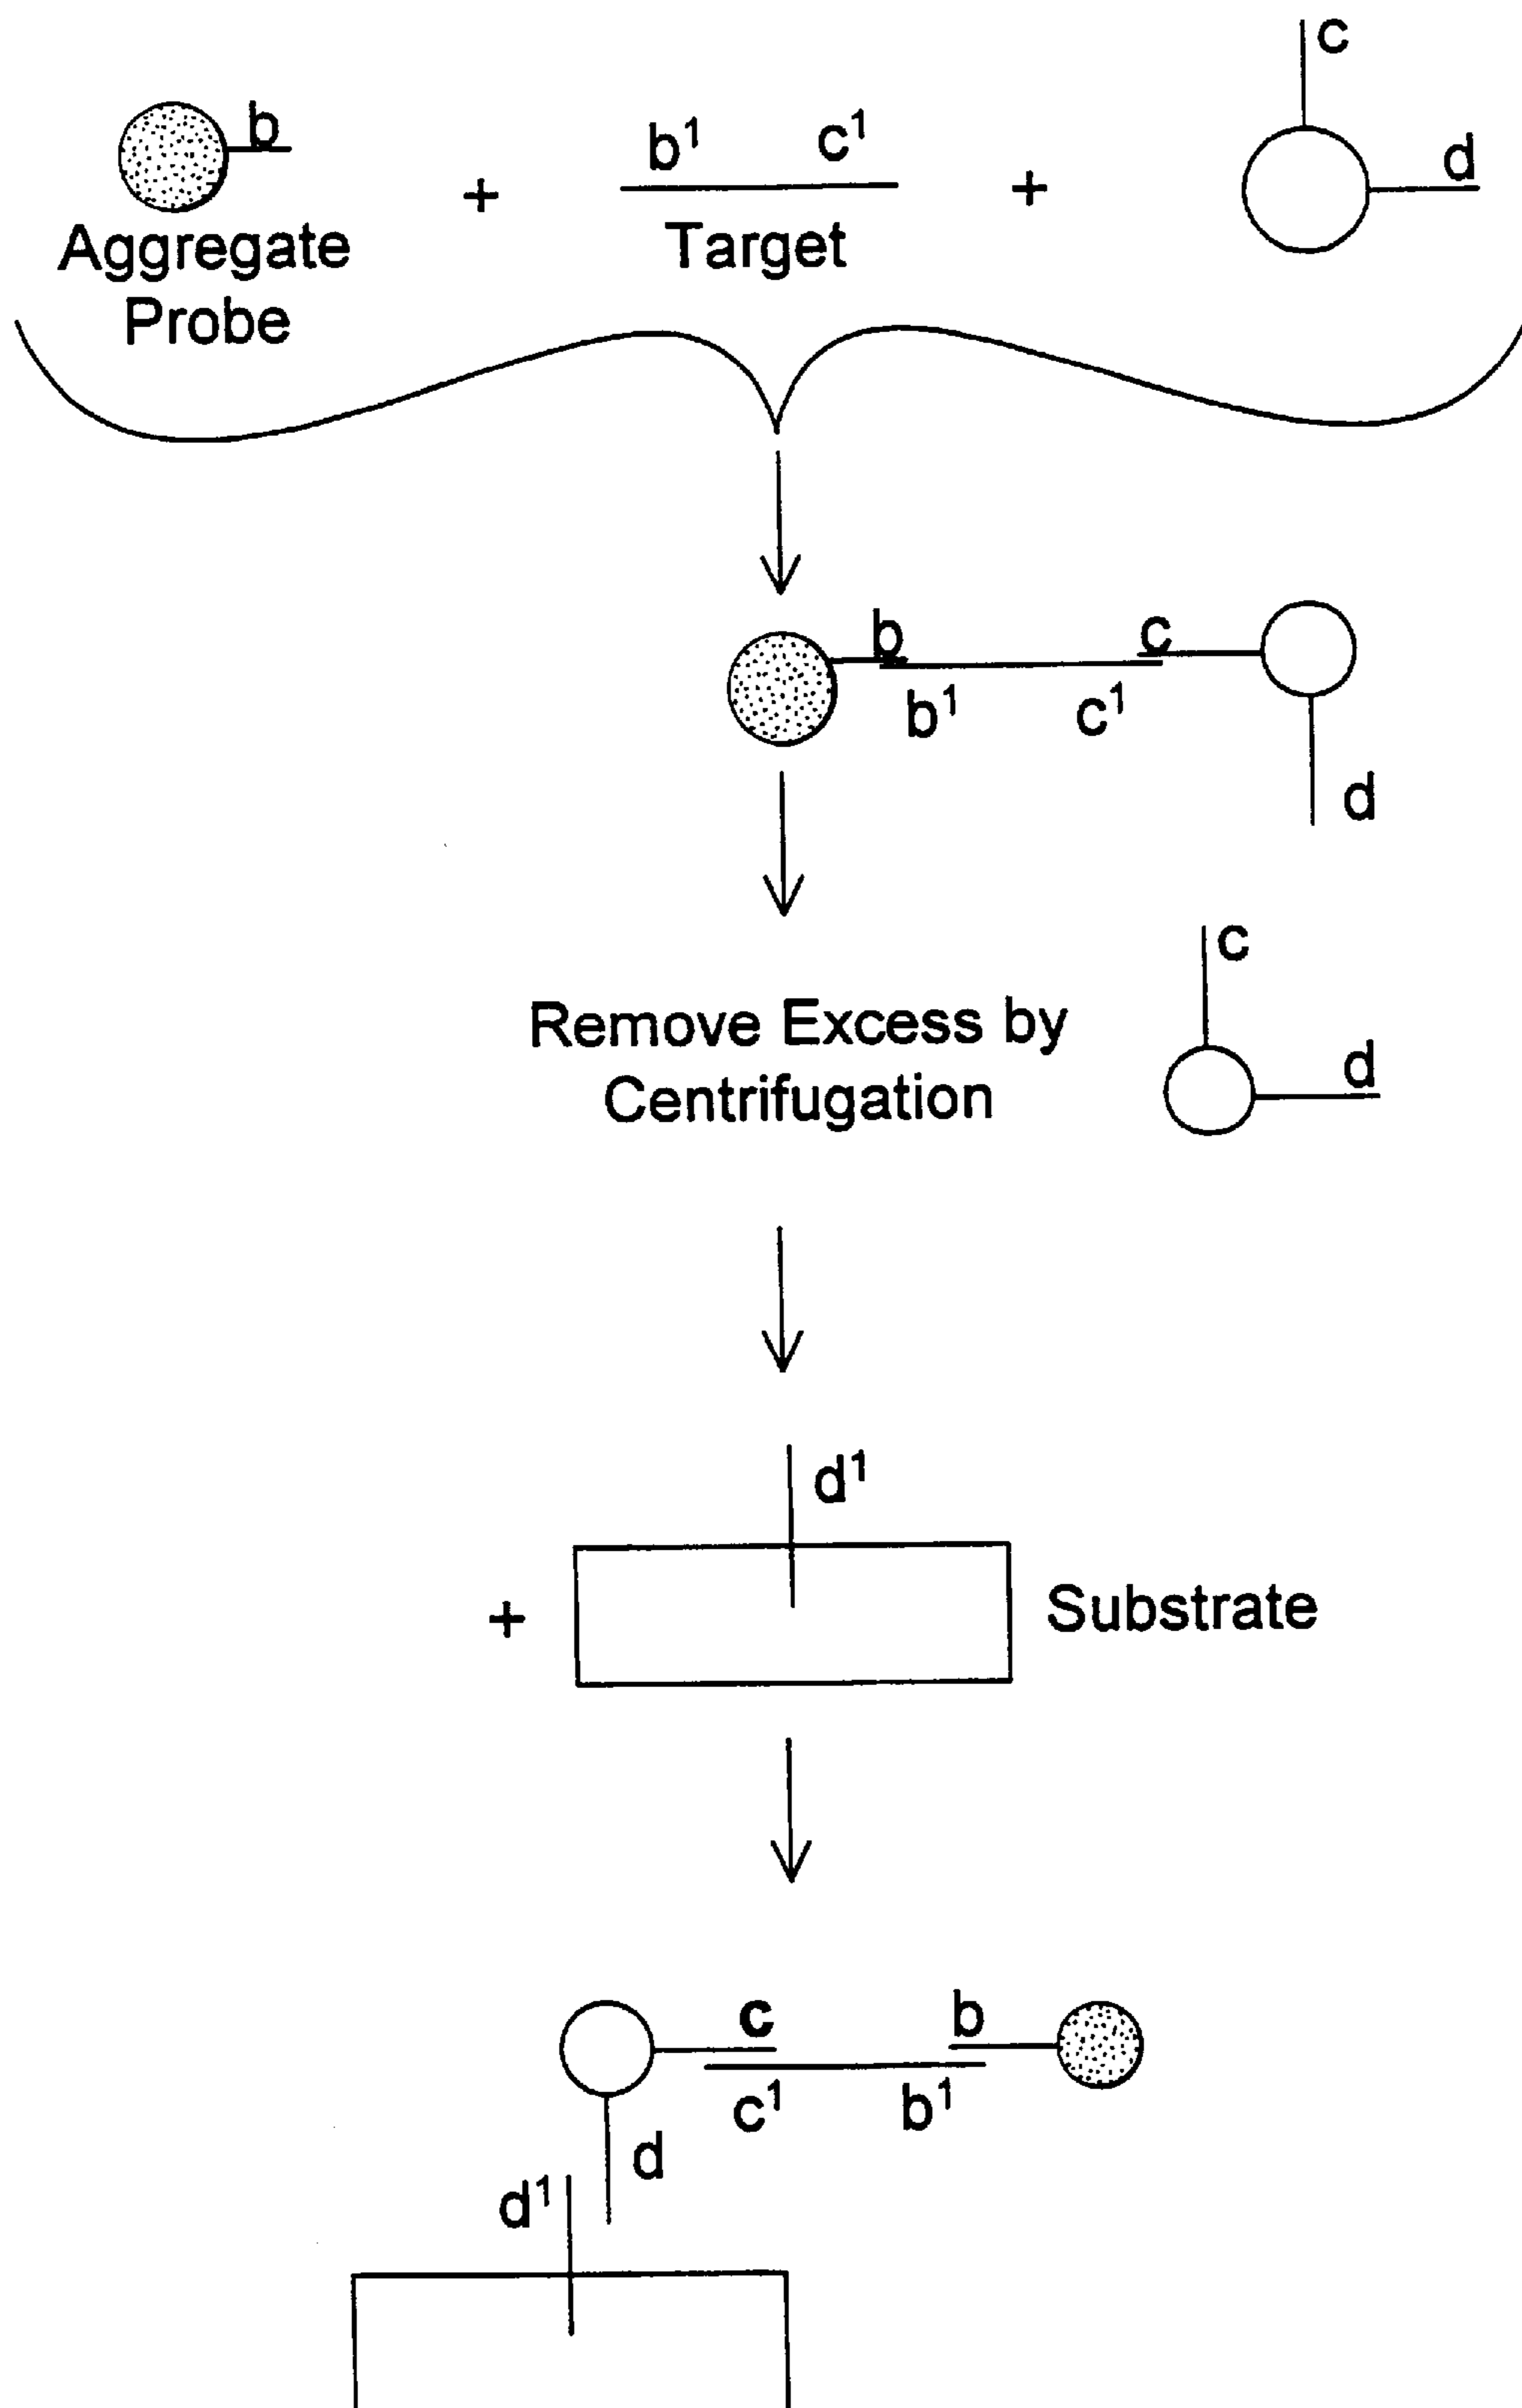 c
b
b¹ c¹
d
+ +
Aggregate
Probe
Target
b c
b¹ c¹
d
c
Remove Excess by
Centrifugation
d
d¹
+
Substrate
c b
c¹ b¹
d
d¹